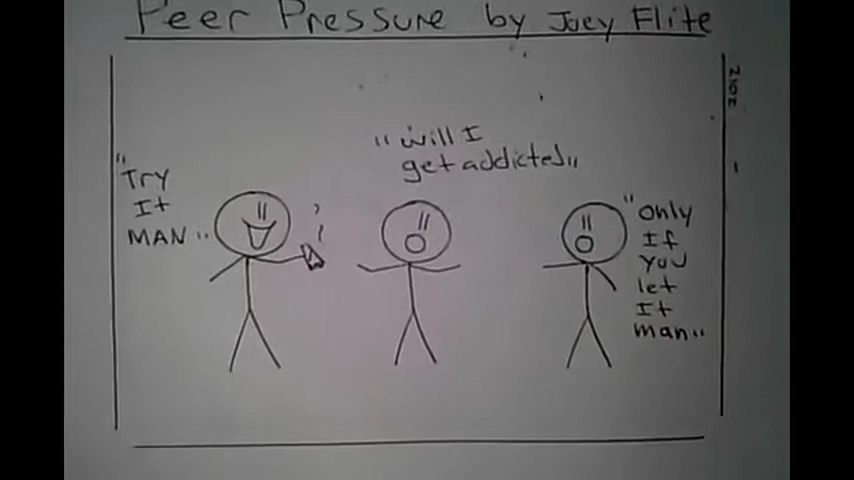 Peer Pressure by Joey Flite
"Try
It
MAN"
"will I
get addicted"
"Only
If
you
let
It
man"